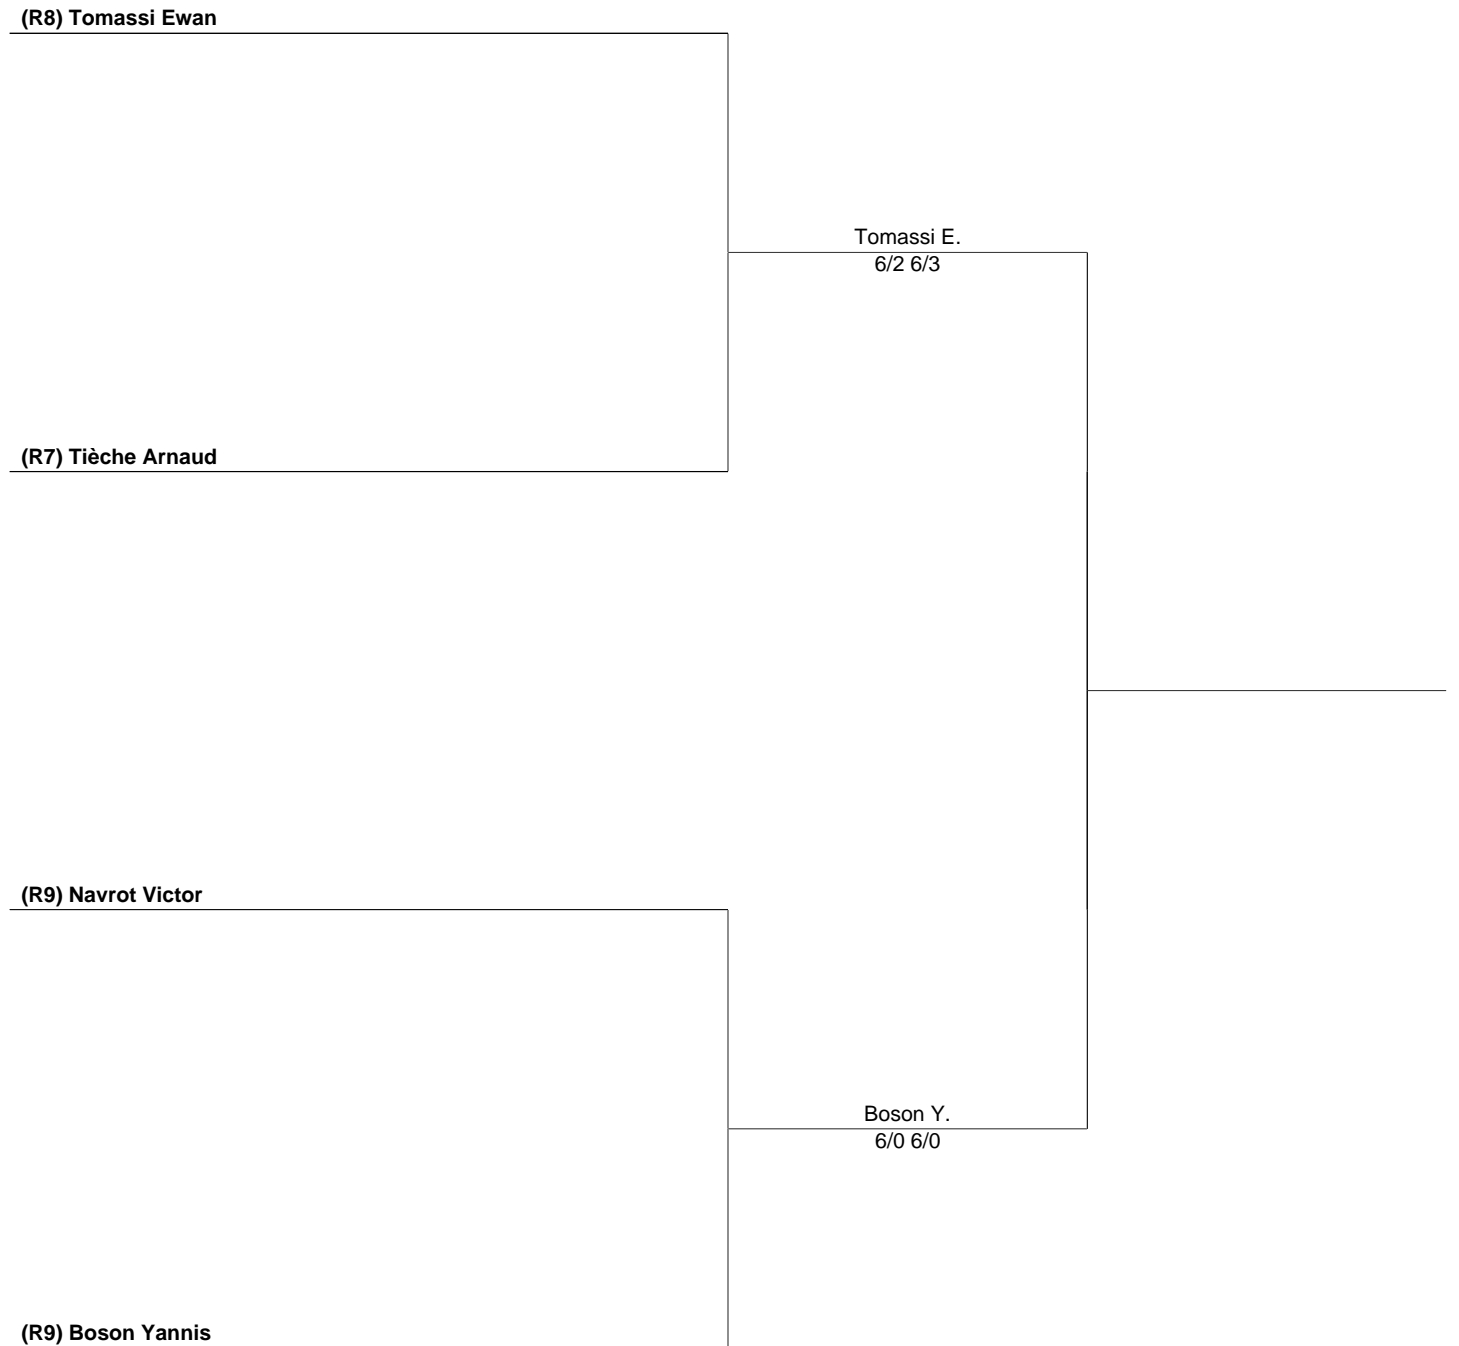 (R8) Tomassi Ewan
Tomassi E.
6/2 6/3
(R7) Tièche Arnaud
(R9) Navrot Victor
Boson Y.
6/0 6/0
(R9) Boson Yannis